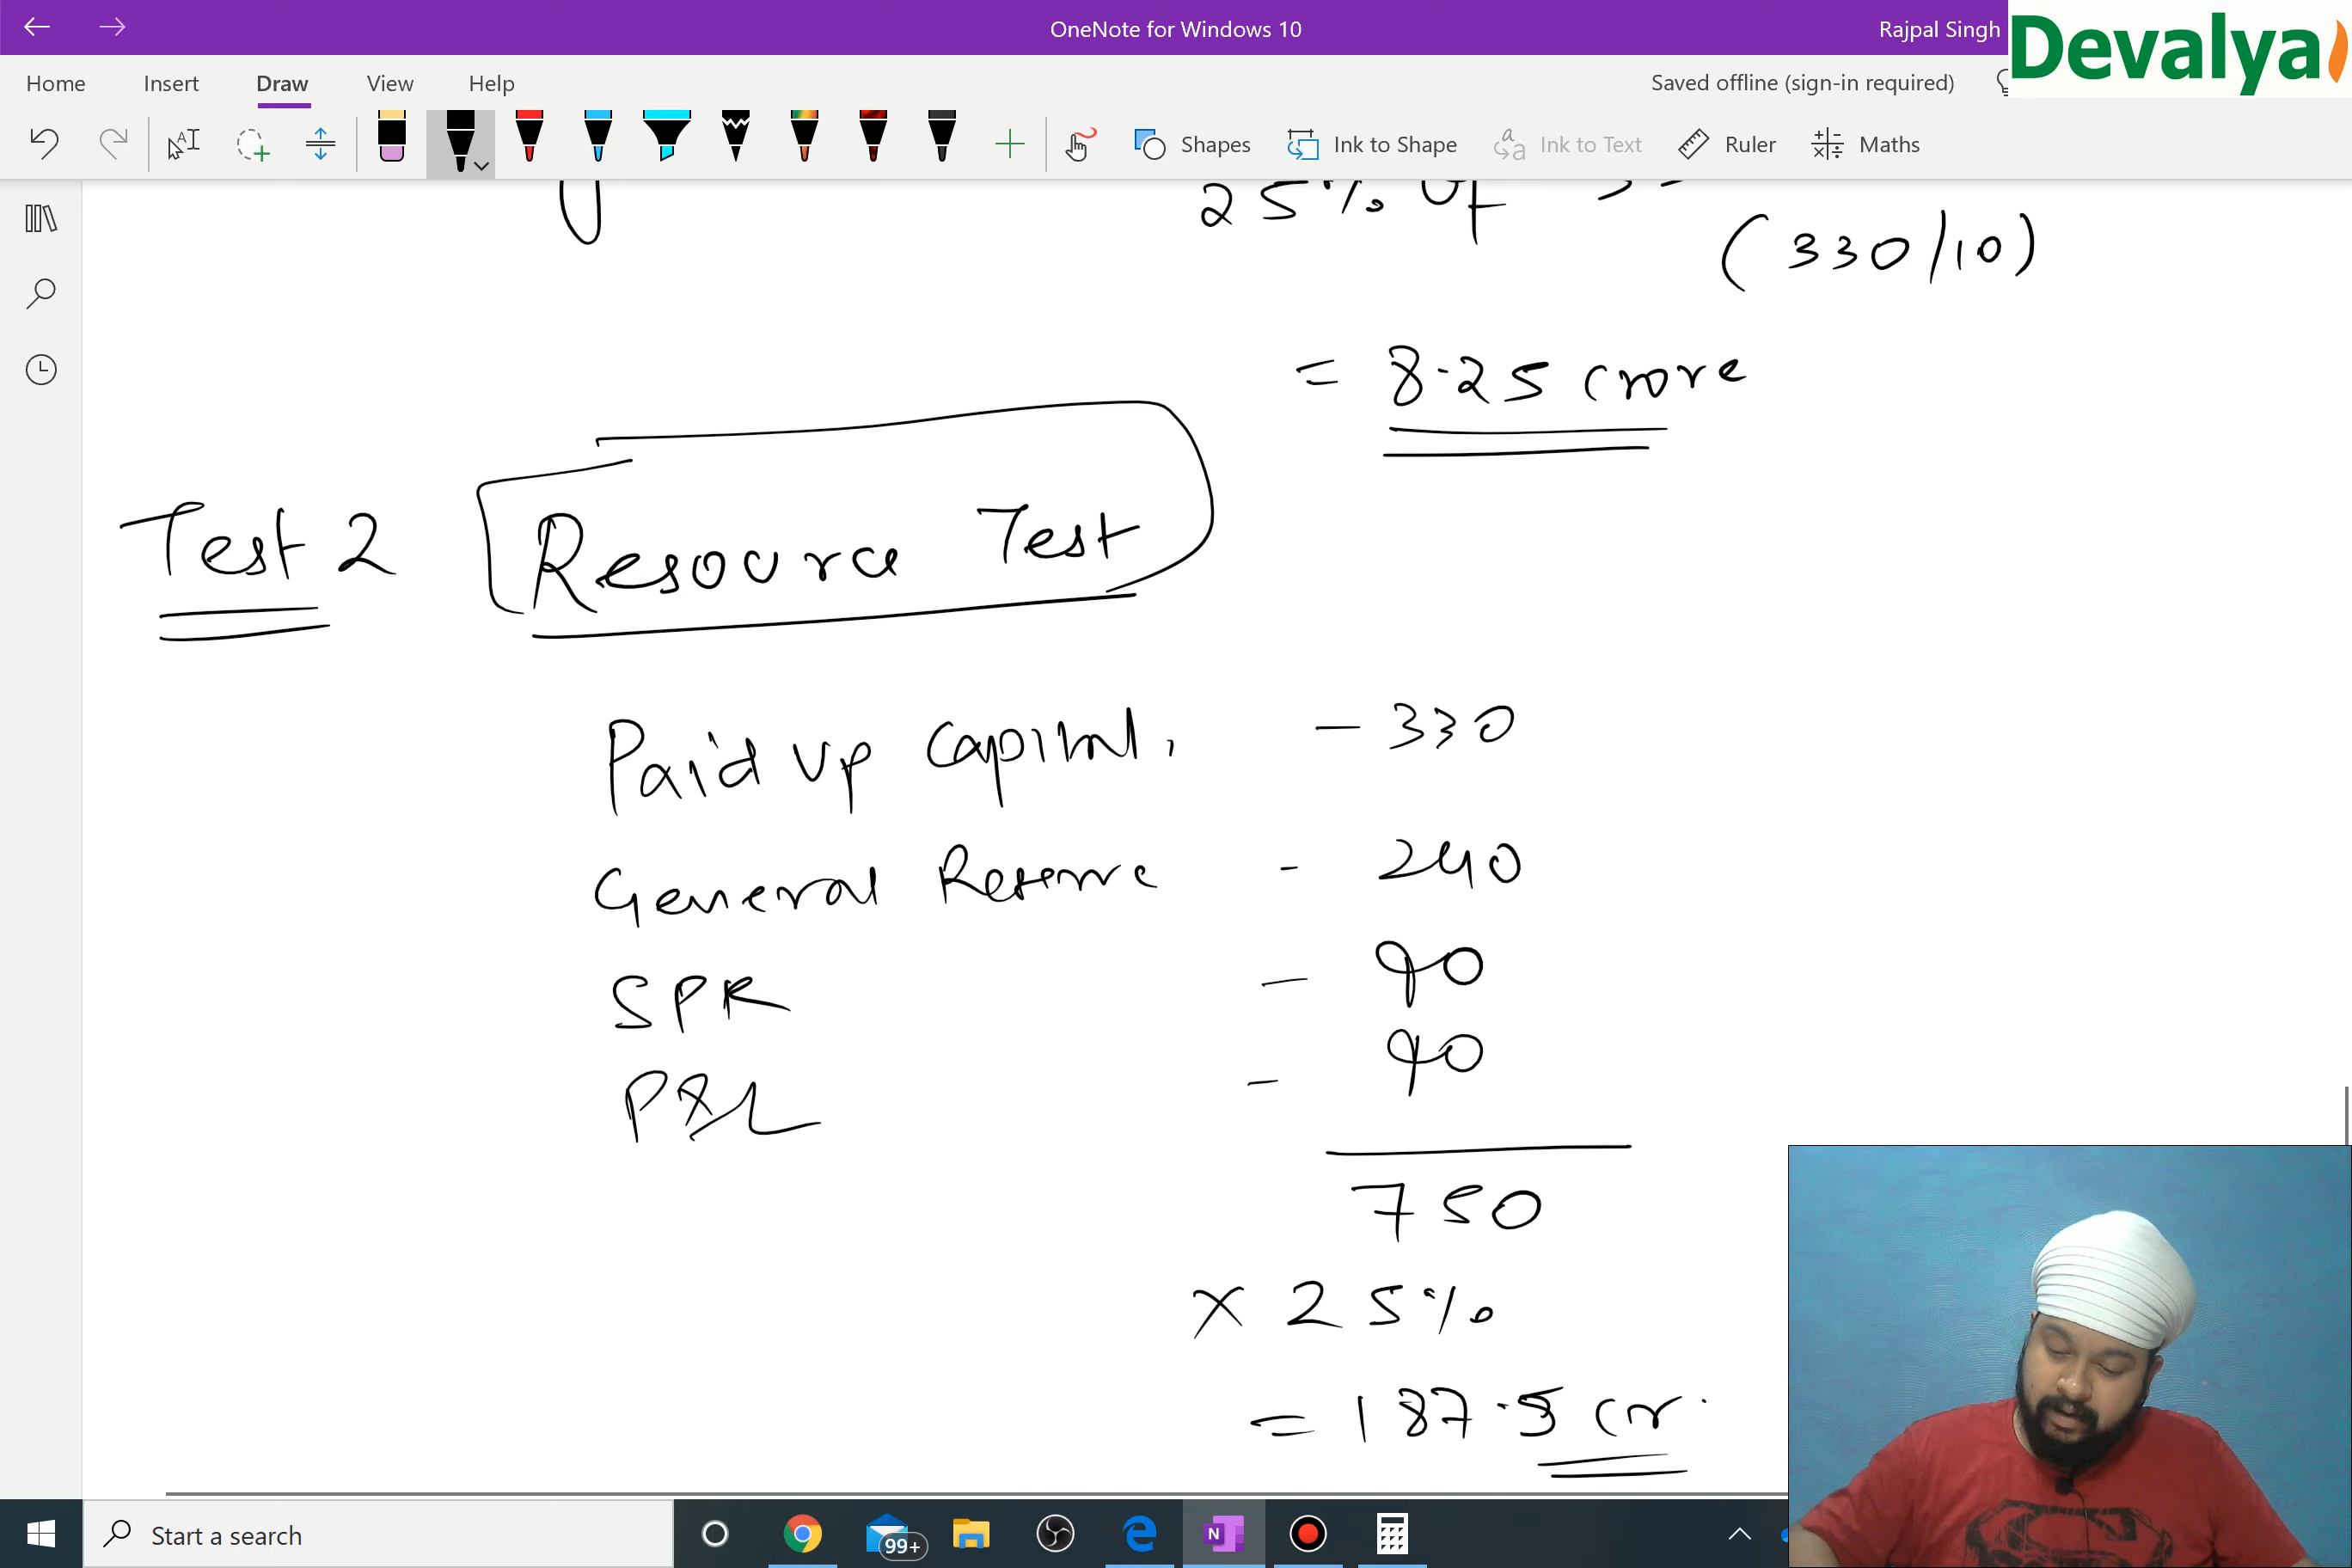 OneNote for Windows 10
Rajpal Singh
Devalya
Home Insert Draw View Help
Saved offline (sign-in required)
Shapes Ink to Shape Ink to Text Ruler Maths
25% of
(330/10)
= 8.25 crore
Test 2 Resource Test
Paid up capital, - 330
General Reserve - 240
SPR - 90
P&L - 90
750
X 25%
= 187.5 cr.
Start a search
99+
N